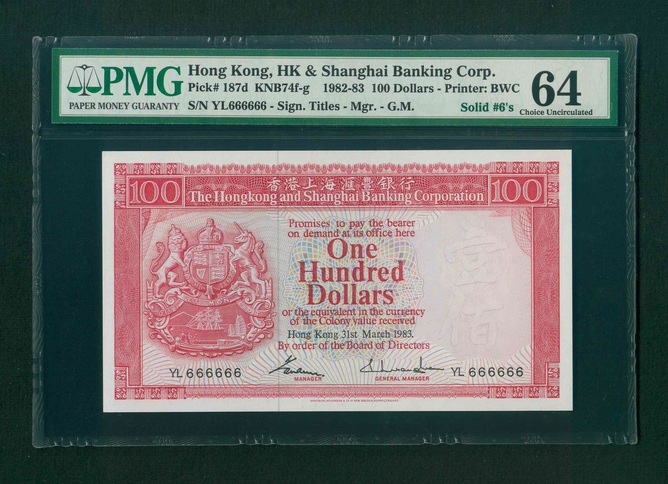 PMG
PAPER MONEY GUARANTY
Hong Kong, HK & Shanghai Banking Corp.
Pick# 187d KNB74f-g 1982-83 100 Dollars - Printer: BWC
S/N YL666666 - Sign. Titles - Mgr. - G.M.
Solid #6's
64
Choice Uncirculated
100
香港上海滙豐銀行
The Hongkong and Shanghai Banking Corporation
100
Promises to pay the bearer
on demand at its office here
One
Hundred
Dollars
or the equivalent in the currency
of the Colony value received
Hong Kong 31st March 1983.
By order of the Board of Directors
MANAGER
GENERAL MANAGER
YL 666666
YL 666666